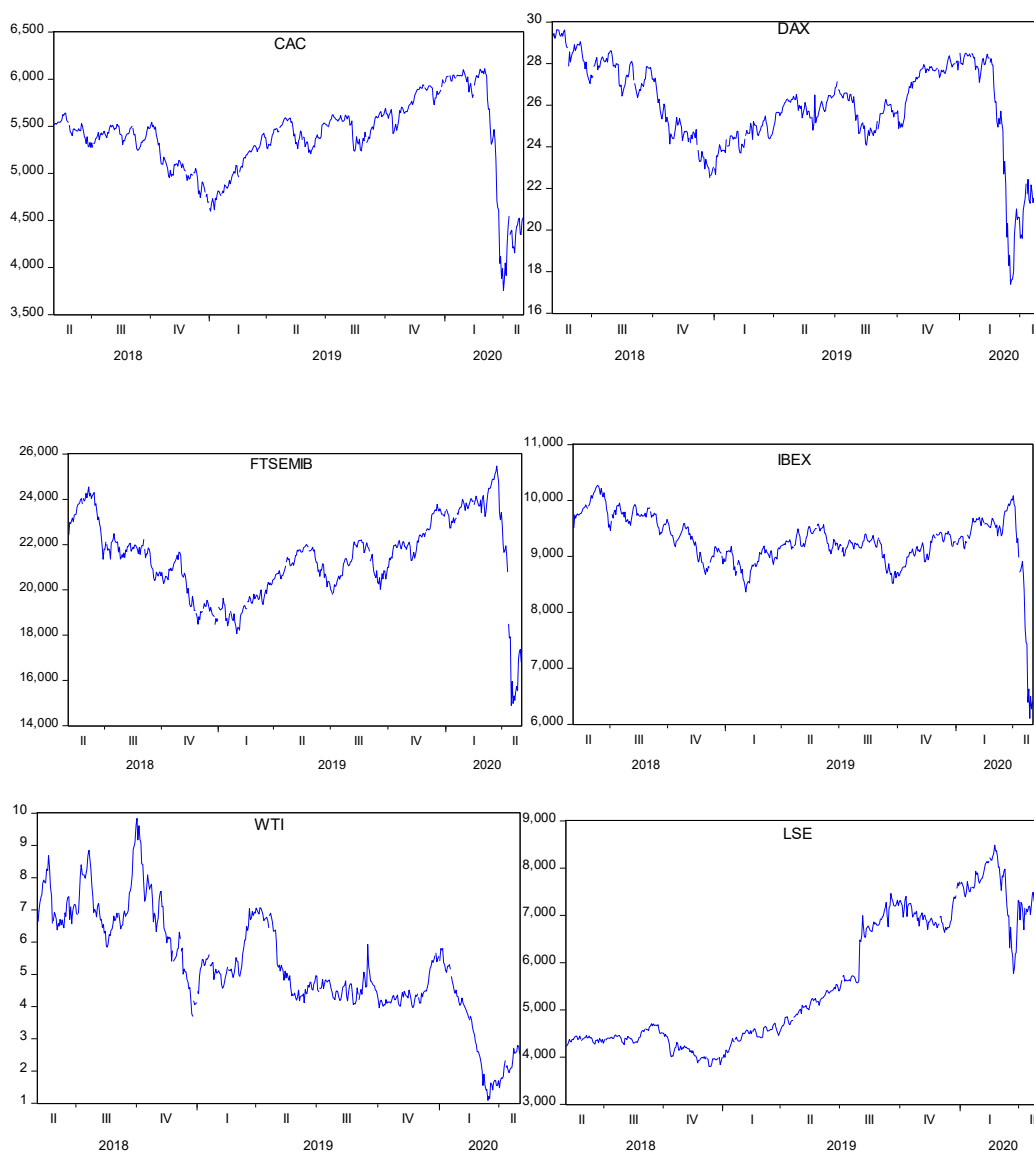 CAC
6,500
6,000
5,500
5,000
4,500
4,000
3,500
II III IV I II III IV I II
2018 2019 2020
DAX
30
28
26
24
22
20
18
16
II III IV I II III IV I I
2018 2019 2020
FTSEMIB
26,000
24,000
22,000
20,000
18,000
16,000
14,000
II III IV I II III IV I II
2018 2019 2020
IBEX
11,000
10,000
9,000
8,000
7,000
6,000
II III IV I II III IV I II
2018 2019 2020
WTI
10
9
8
7
6
5
4
3
2
1
II III IV I II III IV I II
2018 2019 2020
LSE
9,000
8,000
7,000
6,000
5,000
4,000
3,000
II III IV I II III IV I II
2018 2019 2020